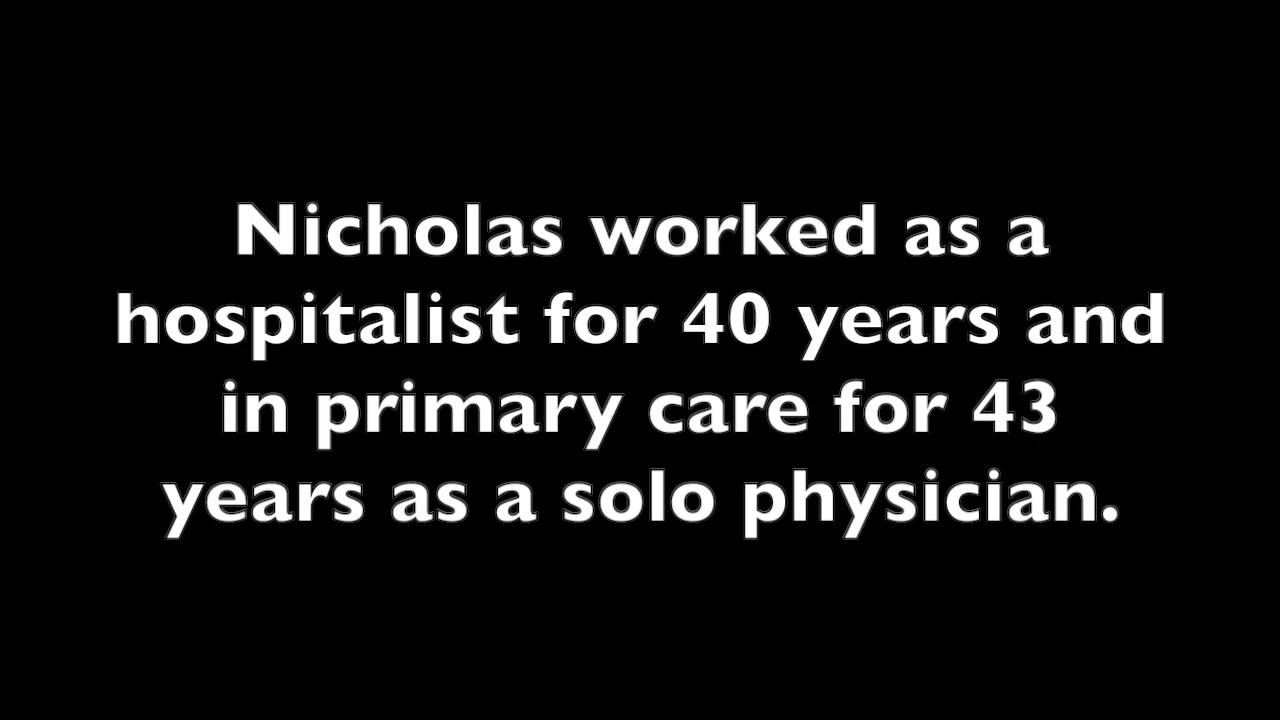 Nicholas worked as a
hospitalist for 40 years and
in primary care for 43
years as a solo physician.